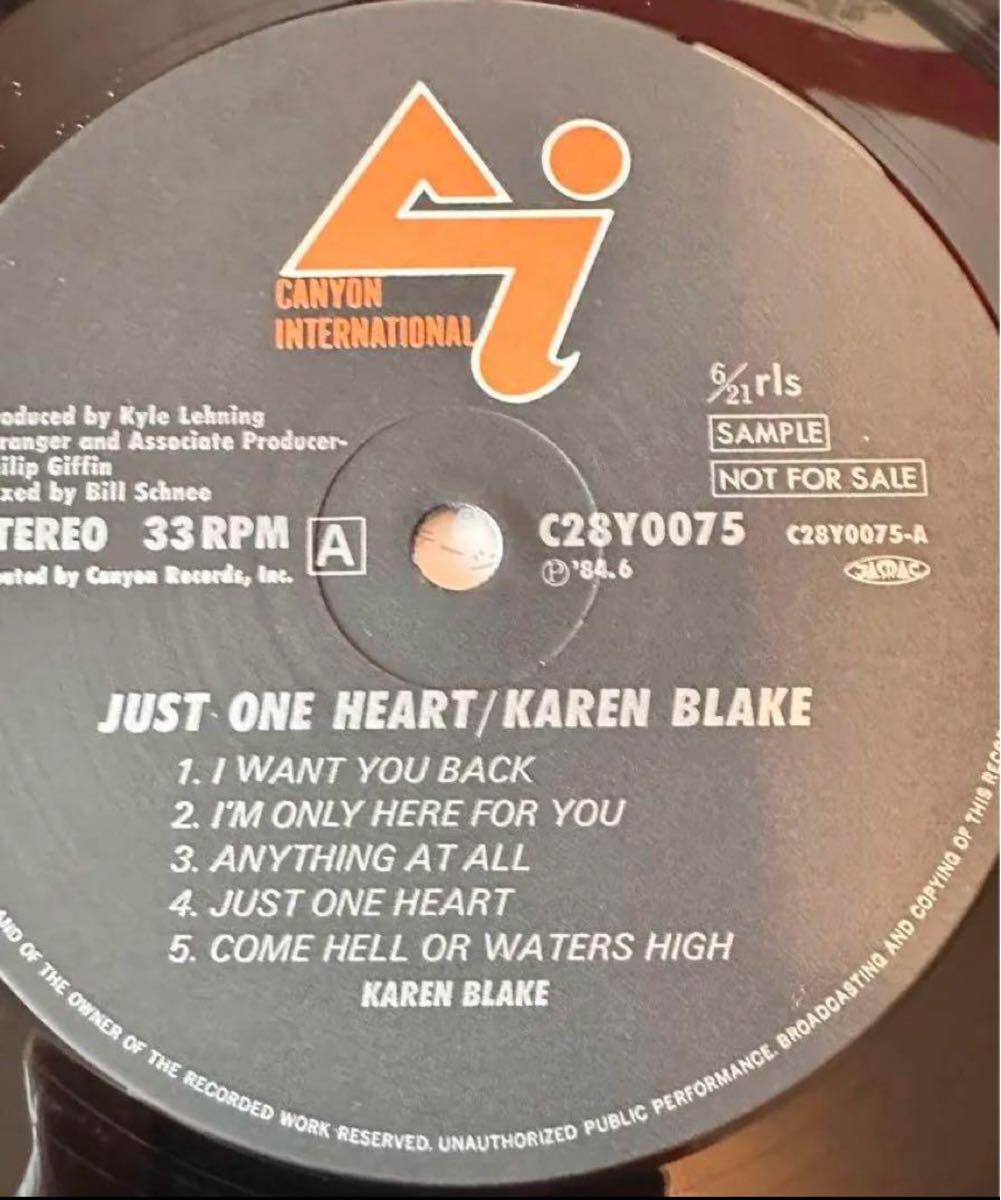 CANYON
INTERNATIONAL
6/21 rls
SAMPLE
NOT FOR SALE
oduced by Kyle Lehning
ranger and Associate Producer-
ilip Giffin
xed by Bill Schnee
TEREO 33 RPM A
C28Y0075
C28Y0075-A
uted by Canyon Records, Inc.
Ⓟ'84.6
JASRAC
JUST ONE HEART/KAREN BLAKE
1. I WANT YOU BACK
2. I'M ONLY HERE FOR YOU
3. ANYTHING AT ALL
4. JUST ONE HEART
5. COME HELL OR WATERS HIGH
KAREN BLAKE
AND OF THE OWNER OF THE RECORDED WORK RESERVED. UNAUTHORIZED PUBLIC PERFORMANCE. BROADCASTING AND COPYING OF THIS RECO